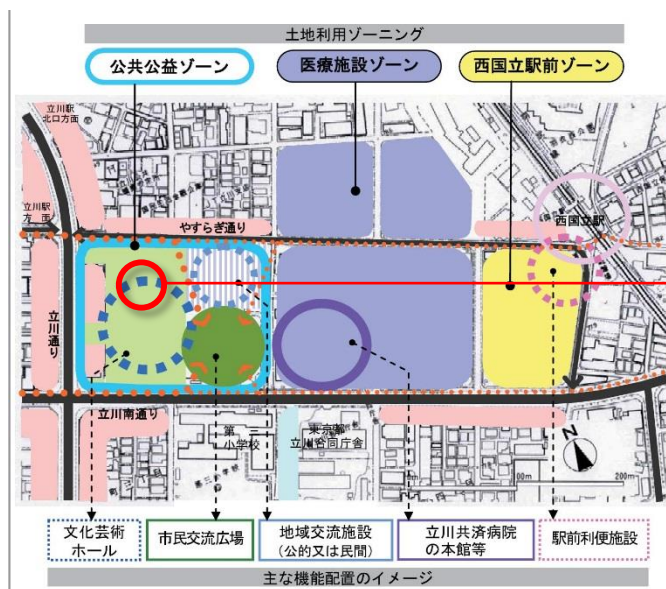 土地利用ゾーニング
公共公益ゾーン
医療施設ゾーン
西国立駅前ゾーン
立川駅
北口方面
立川駅
方面
やすらぎ通り
西国立駅
立川通り
立川南通り
第三
小学校
東京都
立川合同庁舎
N
200m
文化芸術
ホール
市民交流広場
地域交流施設
(公的又は民間)
立川共済病院
の本館等
駅前利便施設
主な機能配置のイメージ